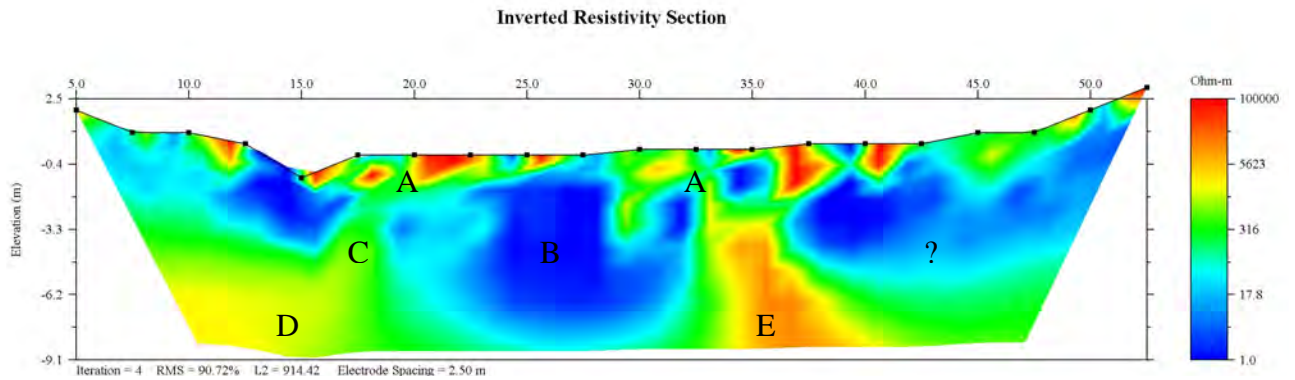 Inverted Resistivity Section
5.0 10.0 15.0 20.0 25.0 30.0 35.0 40.0 45.0 50.0
Ohm-m
2.5
-0.4
-3.3
-6.2
-9.1
Elevation (m)
A A
C B ?
D E
100000
5623
316
17.8
1.0
Iteration = 4 RMS = 90.72% L2 = 914.42 Electrode Spacing = 2.50 m